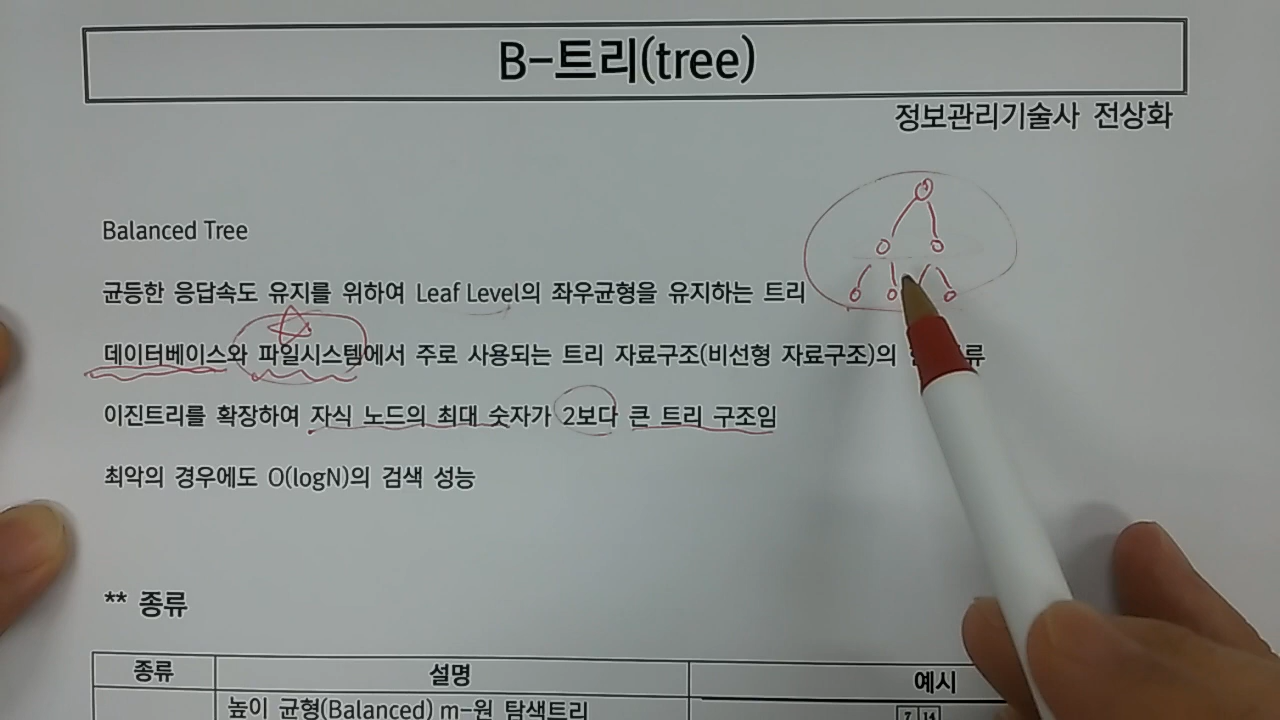 B-트리(tree)
정보관리기술사 전상화
Balanced Tree
균등한 응답속도 유지를 위하여 Leaf Level의 좌우균형을 유지하는 트리
데이터베이스와 파일시스템에서 주로 사용되는 트리 자료구조(비선형 자료구조)의
이진트리를 확장하여 자식 노드의 최대 숫자가 2보다 큰 트리 구조임
최악의 경우에도 O(logN)의 검색 성능
** 종류
종류 설명 예시
높이 균형(Balanced) m-원 탐색트리
7 14